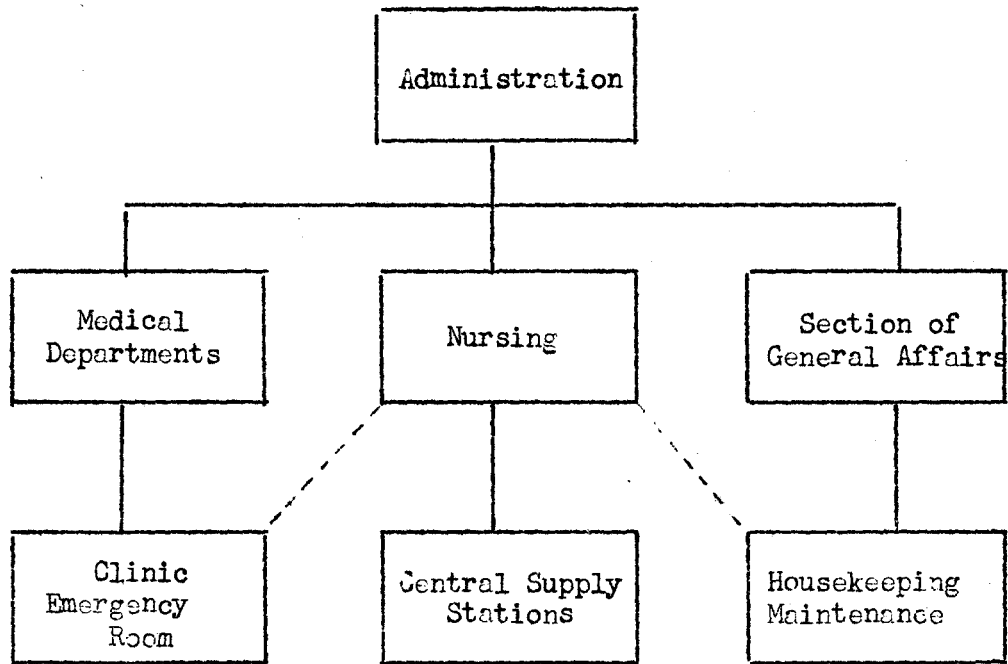 Administration
Medical
Departments
Nursing
Section of
General Affairs
Clinic
Emergency
Room
Central Supply
Stations
Housekeeping
Maintenance